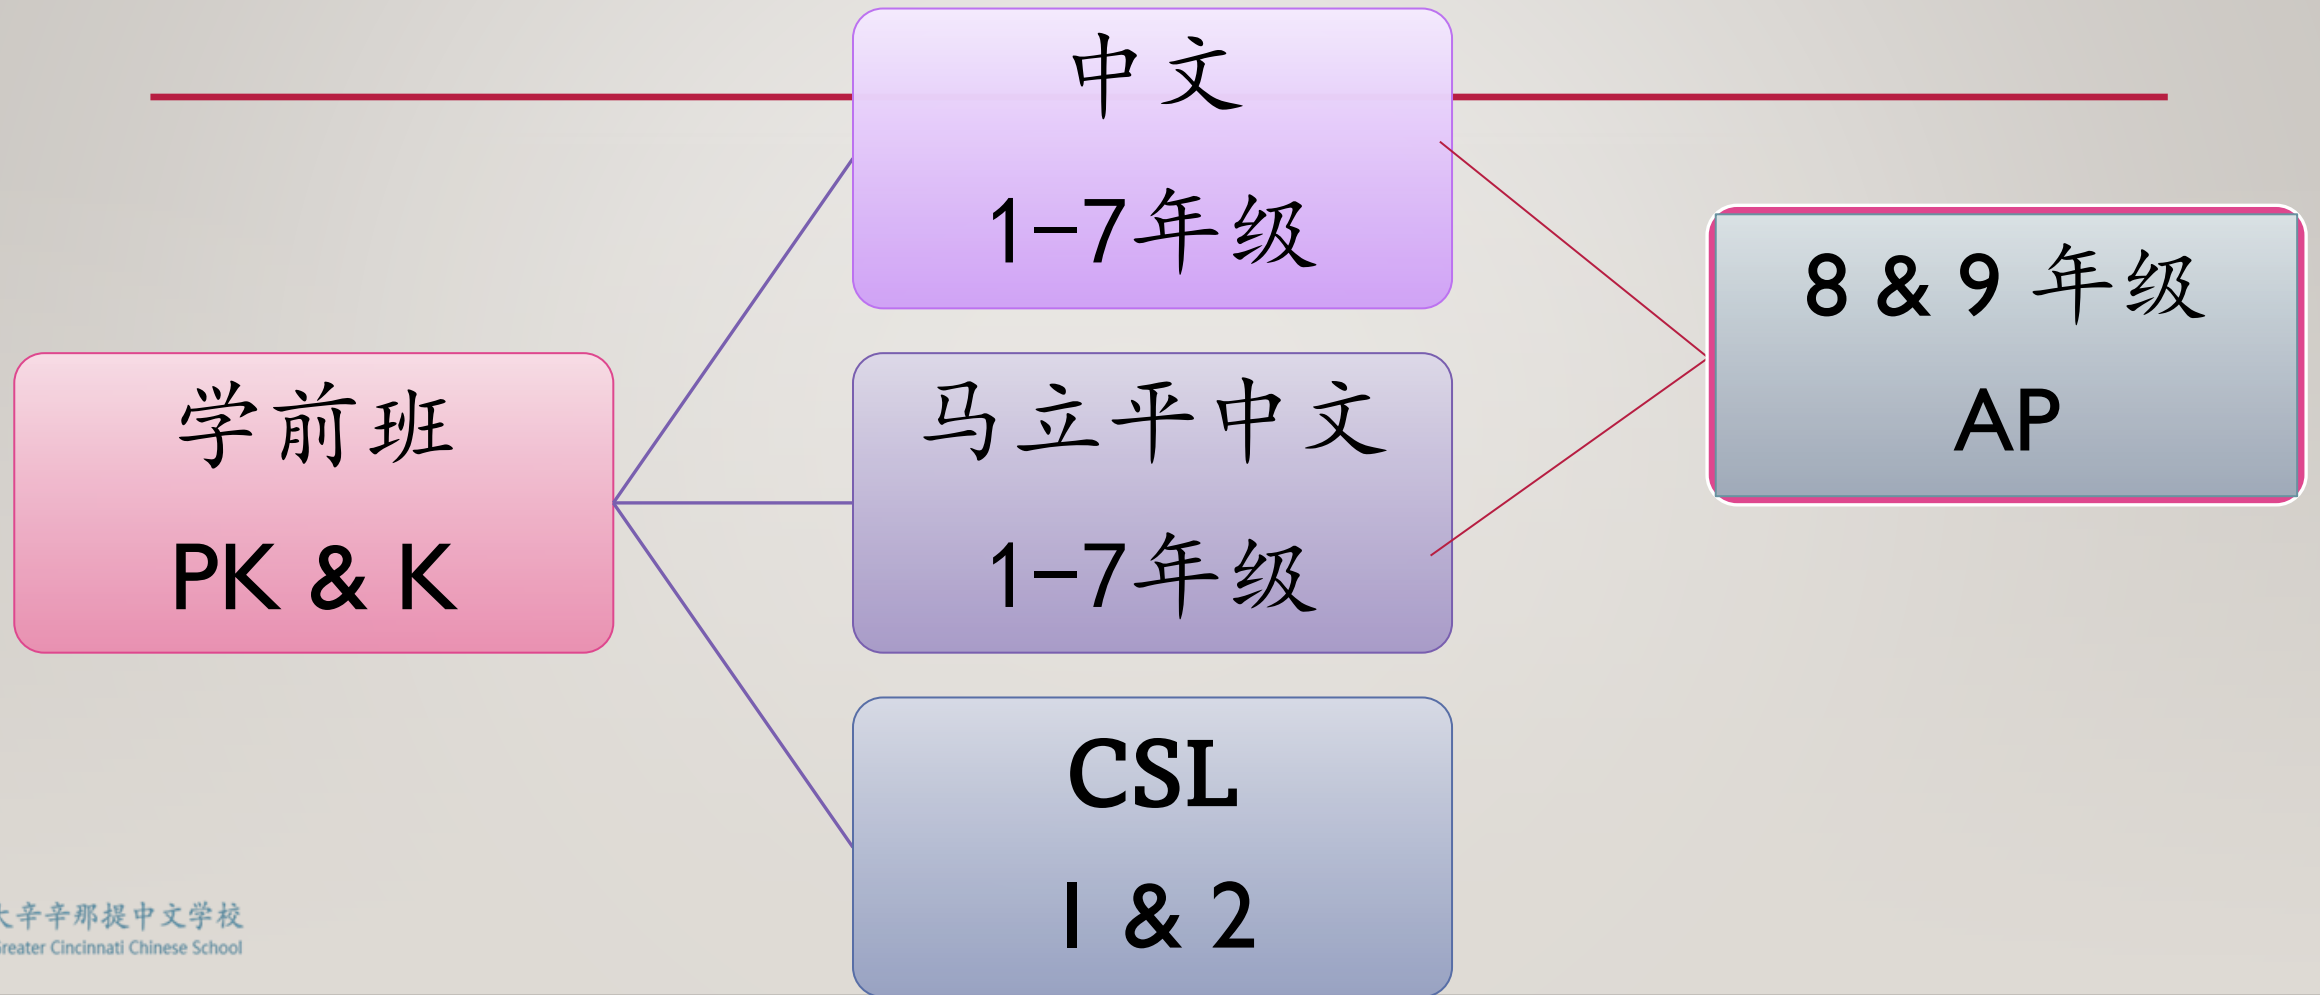 中文
1-7年级
学前班
PK & K
马立平中文
1-7年级
CSL
1 & 2
8 & 9 年级
AP
大辛辛那提中文学校
Greater Cincinnati Chinese School